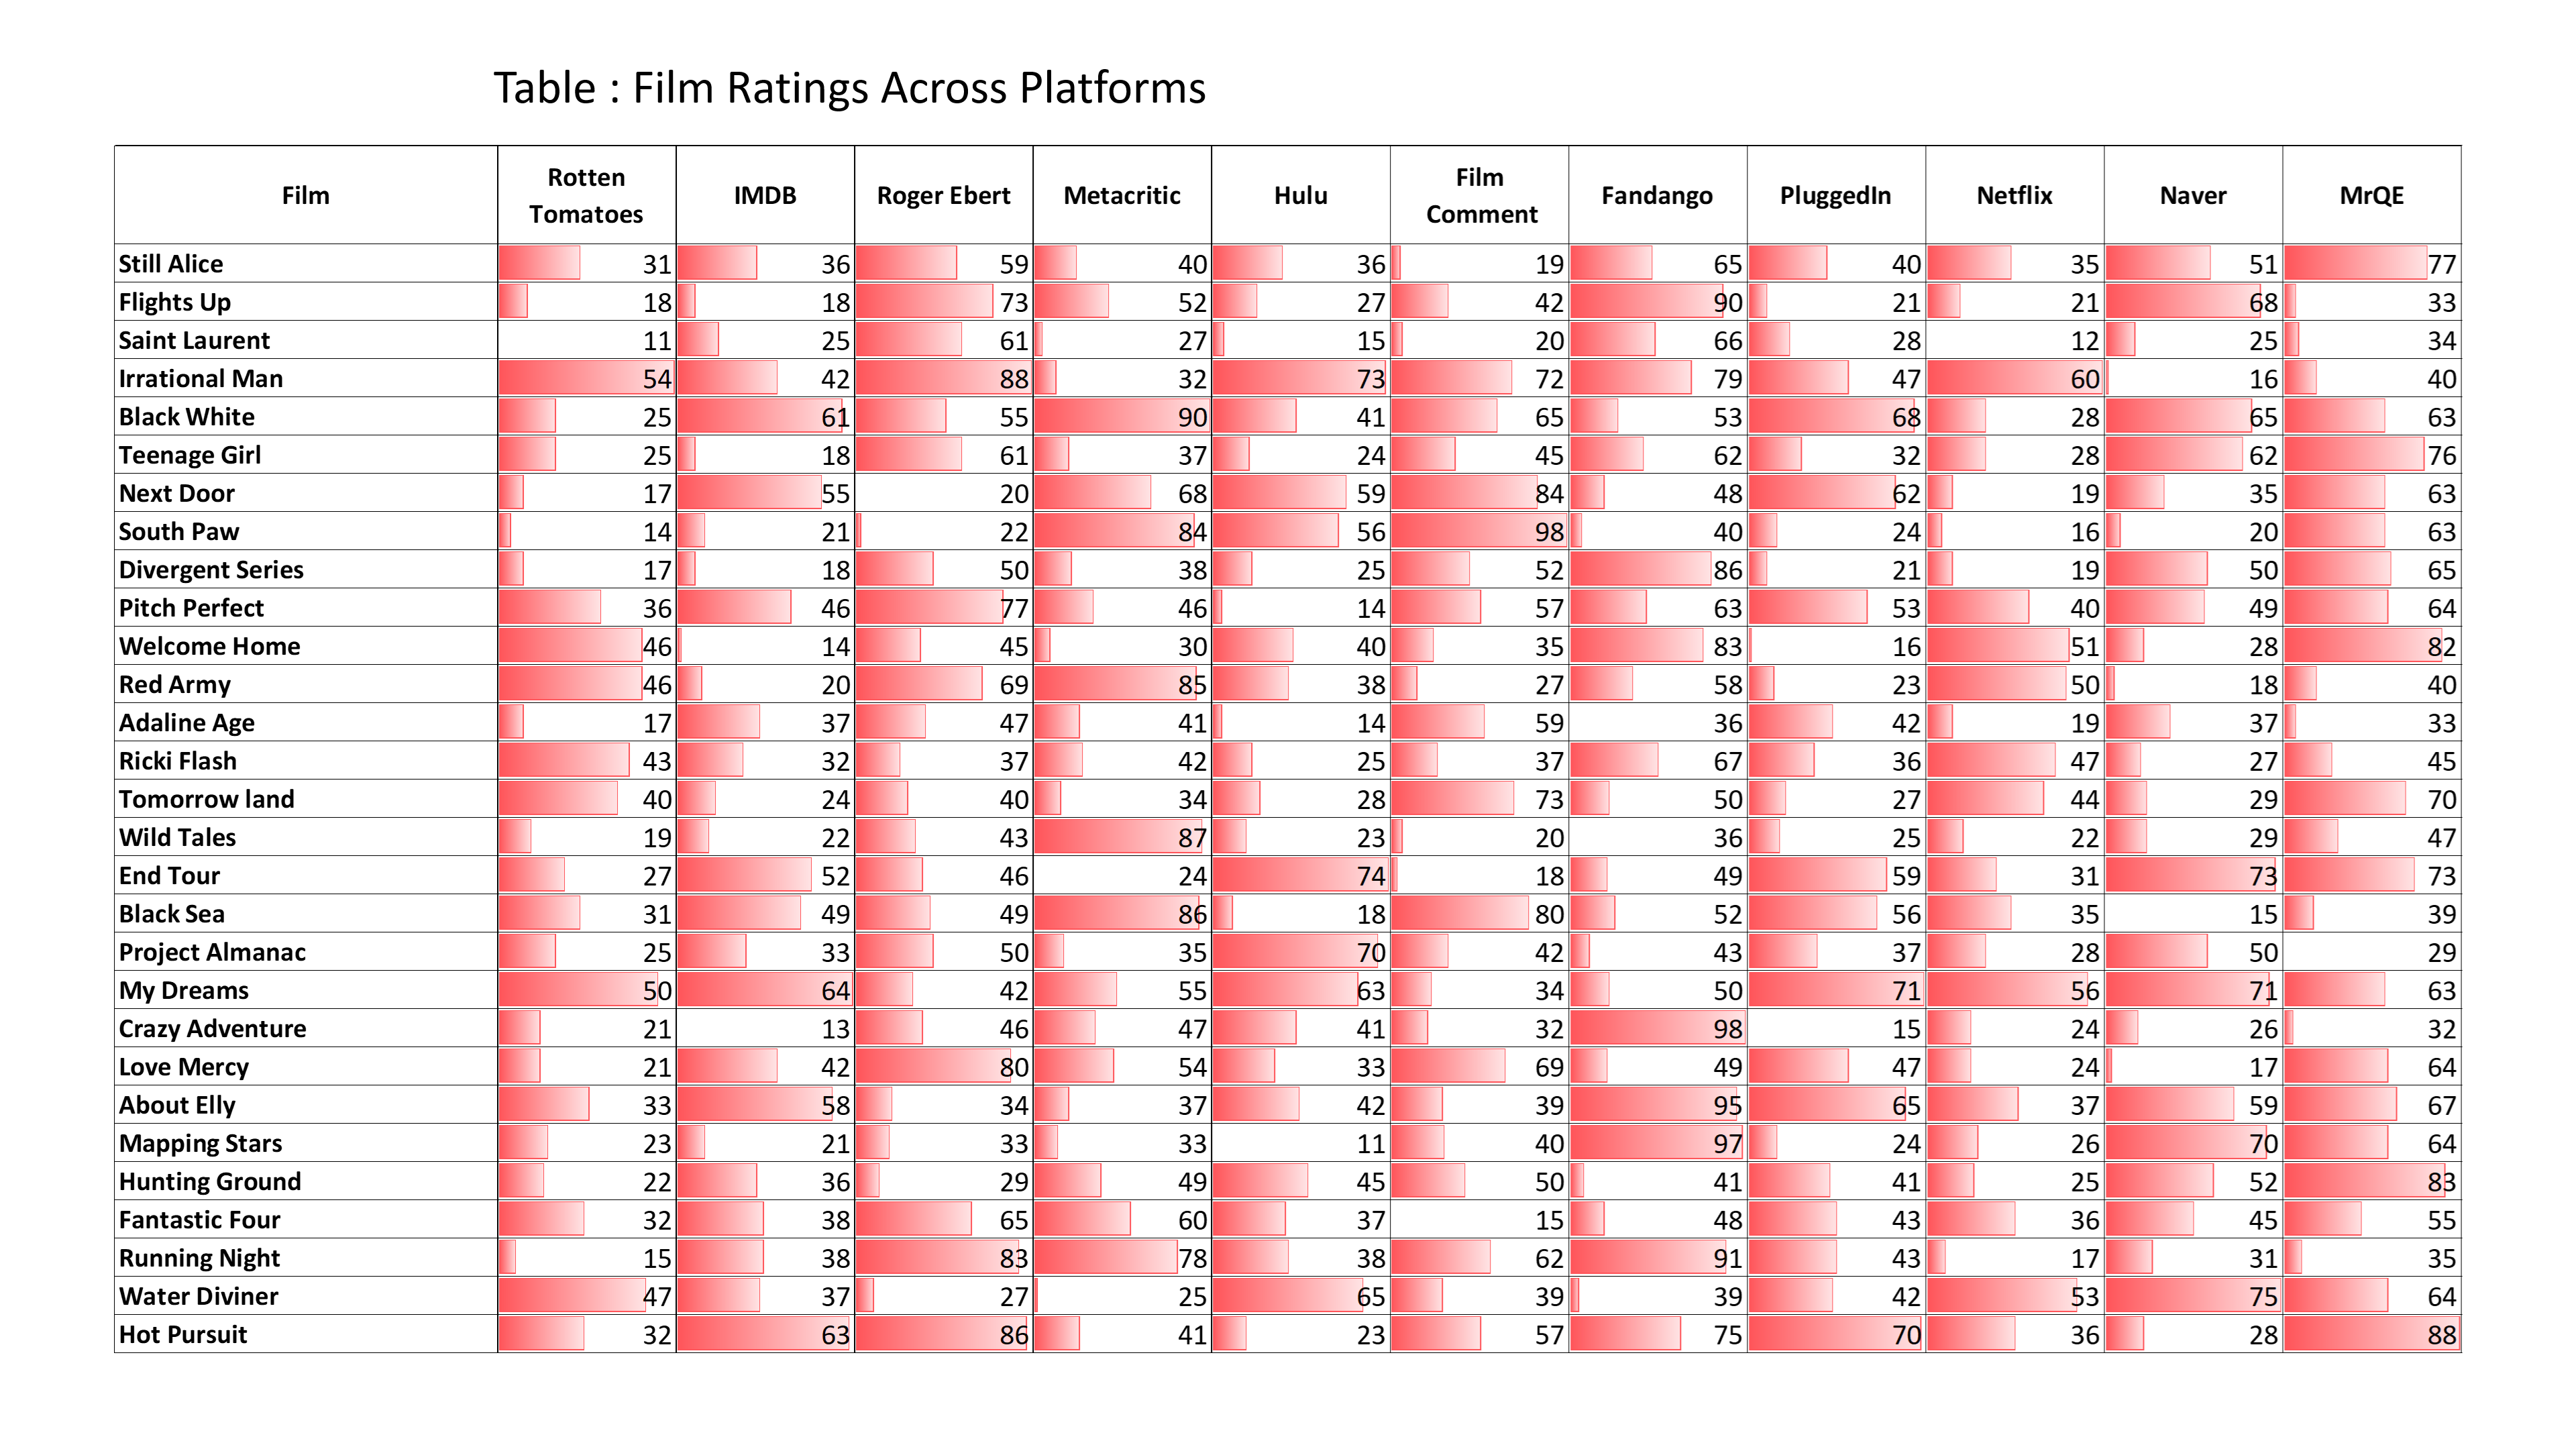 Table : Film Ratings Across Platforms
Film Rotten Tomatoes IMDB Roger Ebert Metacritic Hulu Film Comment Fandango PluggedIn Netflix Naver MrQE
Still Alice 31 36 59 40 36 19 65 40 35 51 77
Flights Up 18 18 73 52 27 42 90 21 21 68 33
Saint Laurent 11 25 61 27 15 20 66 28 12 25 34
Irrational Man 54 42 88 32 73 72 79 47 60 16 40
Black White 25 61 55 90 41 65 53 68 28 65 63
Teenage Girl 25 18 61 37 24 45 62 32 28 62 76
Next Door 17 55 20 68 59 84 48 62 19 35 63
South Paw 14 21 22 84 56 98 40 24 16 20 63
Divergent Series 17 18 50 38 25 52 86 21 19 50 65
Pitch Perfect 36 46 77 46 14 57 63 53 40 49 64
Welcome Home 46 14 45 30 40 35 83 16 51 28 82
Red Army 46 20 69 85 38 27 58 23 50 18 40
Adaline Age 17 37 47 41 14 59 36 42 19 37 33
Ricki Flash 43 32 37 42 25 37 67 36 47 27 45
Tomorrow land 40 24 40 34 28 73 50 27 44 29 70
Wild Tales 19 22 43 87 23 20 36 25 22 29 47
End Tour 27 52 46 24 74 18 49 59 31 73 73
Black Sea 31 49 49 86 18 80 52 56 35 15 39
Project Almanac 25 33 50 35 70 42 43 37 28 50 29
My Dreams 50 64 42 55 63 34 50 71 56 71 63
Crazy Adventure 21 13 46 47 41 32 98 15 24 26 32
Love Mercy 21 42 80 54 33 69 49 47 24 17 64
About Elly 33 58 34 37 42 39 95 65 37 59 67
Mapping Stars 23 21 33 33 11 40 97 24 26 70 64
Hunting Ground 22 36 29 49 45 50 41 41 25 52 83
Fantastic Four 32 38 65 60 37 15 48 43 36 45 55
Running Night 15 38 83 78 38 62 91 43 17 31 35
Water Diviner 47 37 27 25 65 39 39 42 53 75 64
Hot Pursuit 32 63 86 41 23 57 75 70 36 28 88